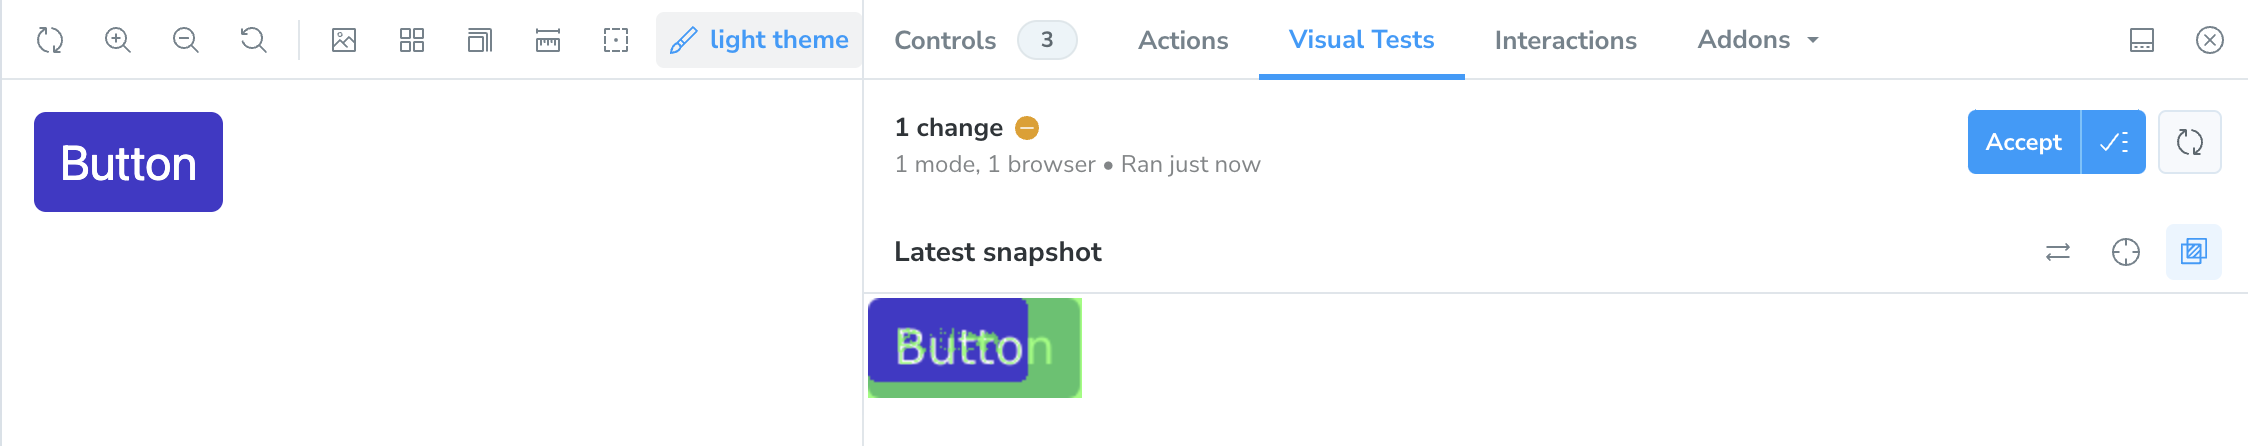 light theme
Controls 3 Actions Visual Tests Interactions Addons
Button
1 change
1 mode, 1 browser • Ran just now
Accept
Latest snapshot
Button